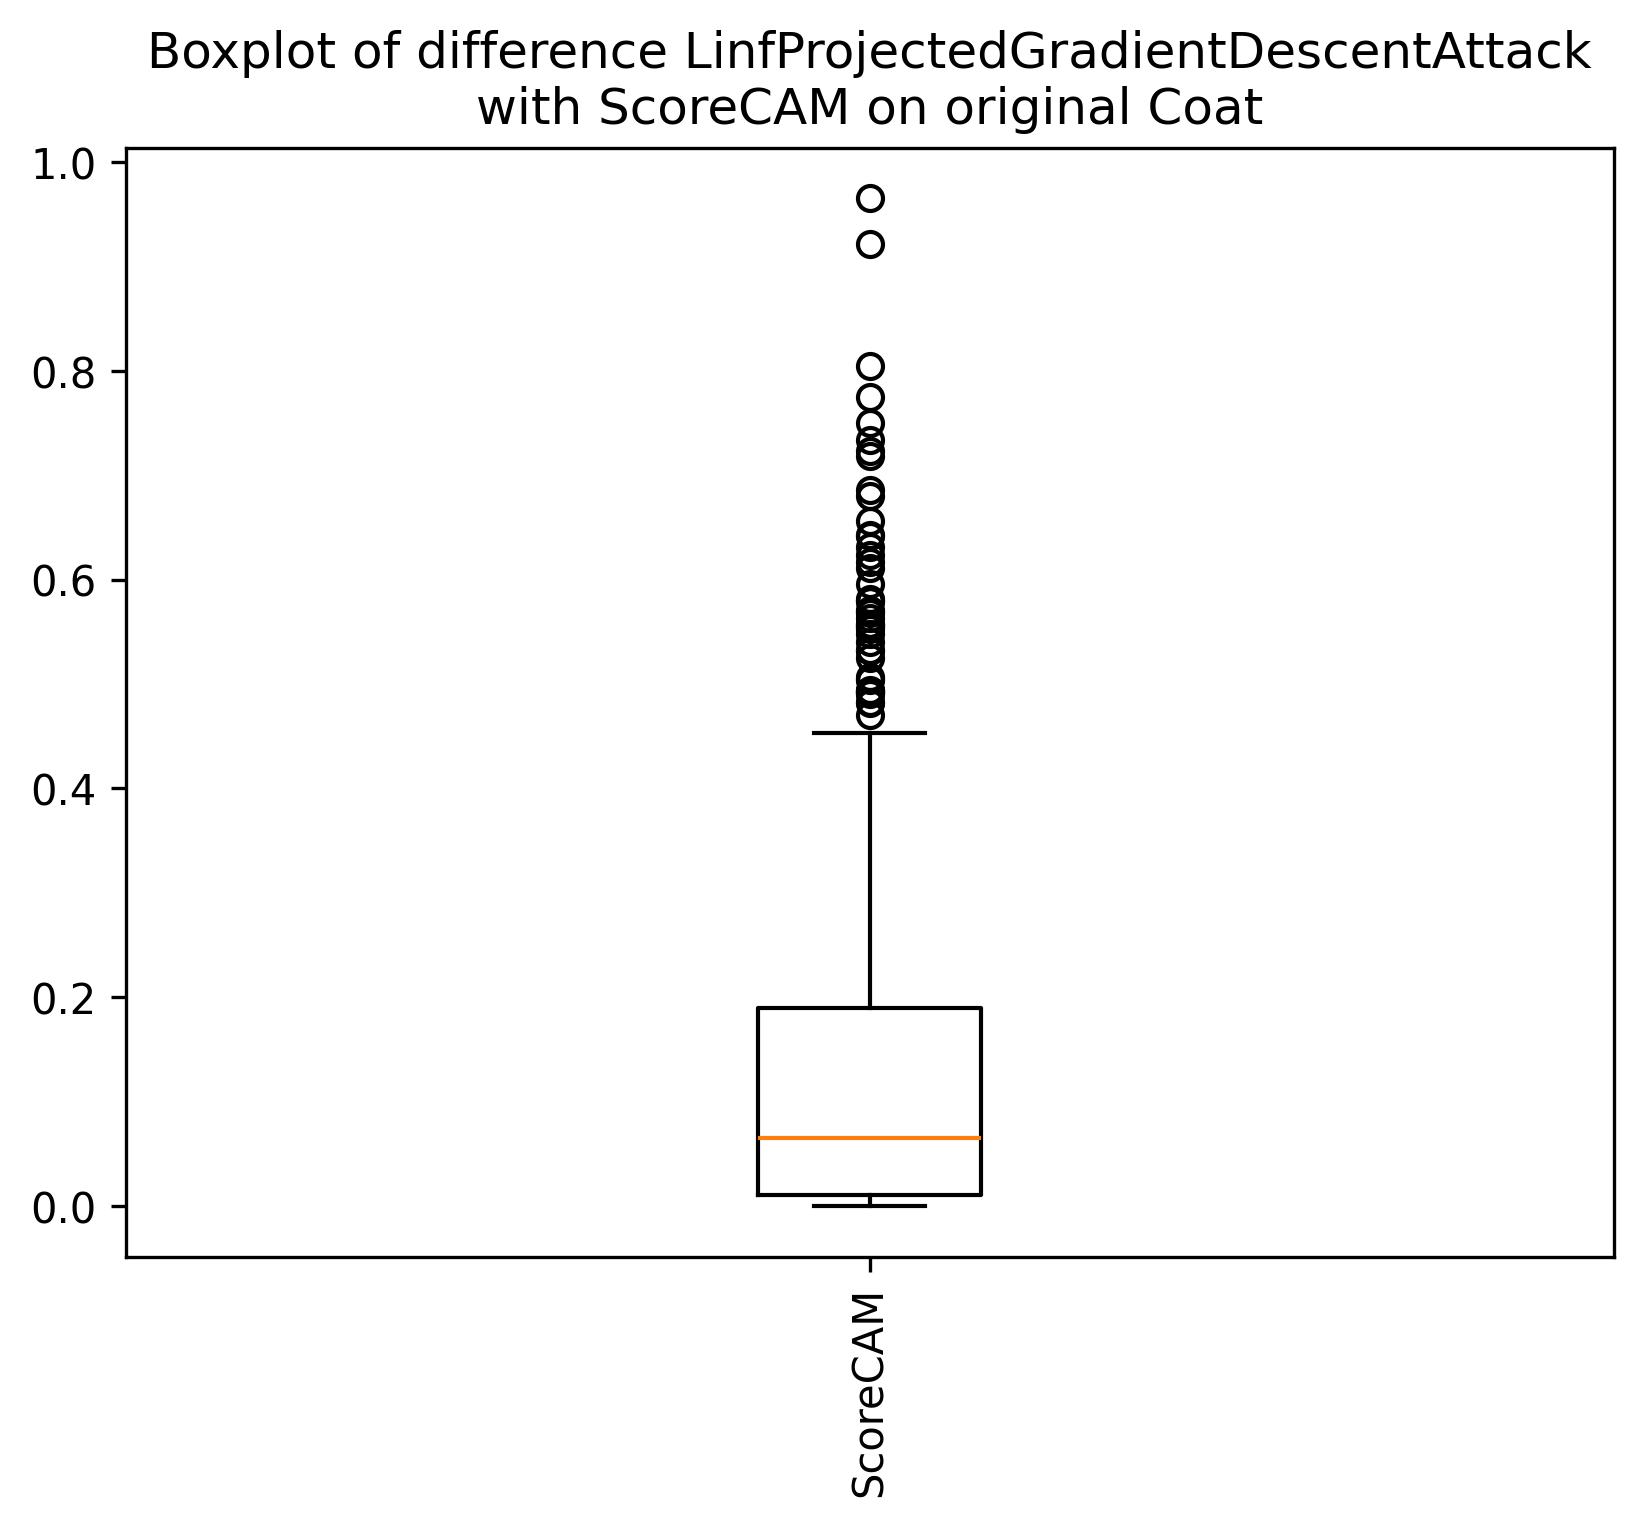 Boxplot of difference LinfProjectedGradientDescentAttack
with ScoreCAM on original Coat
1.0
0.8
0.6
0.4
0.2
0.0
ScoreCAM